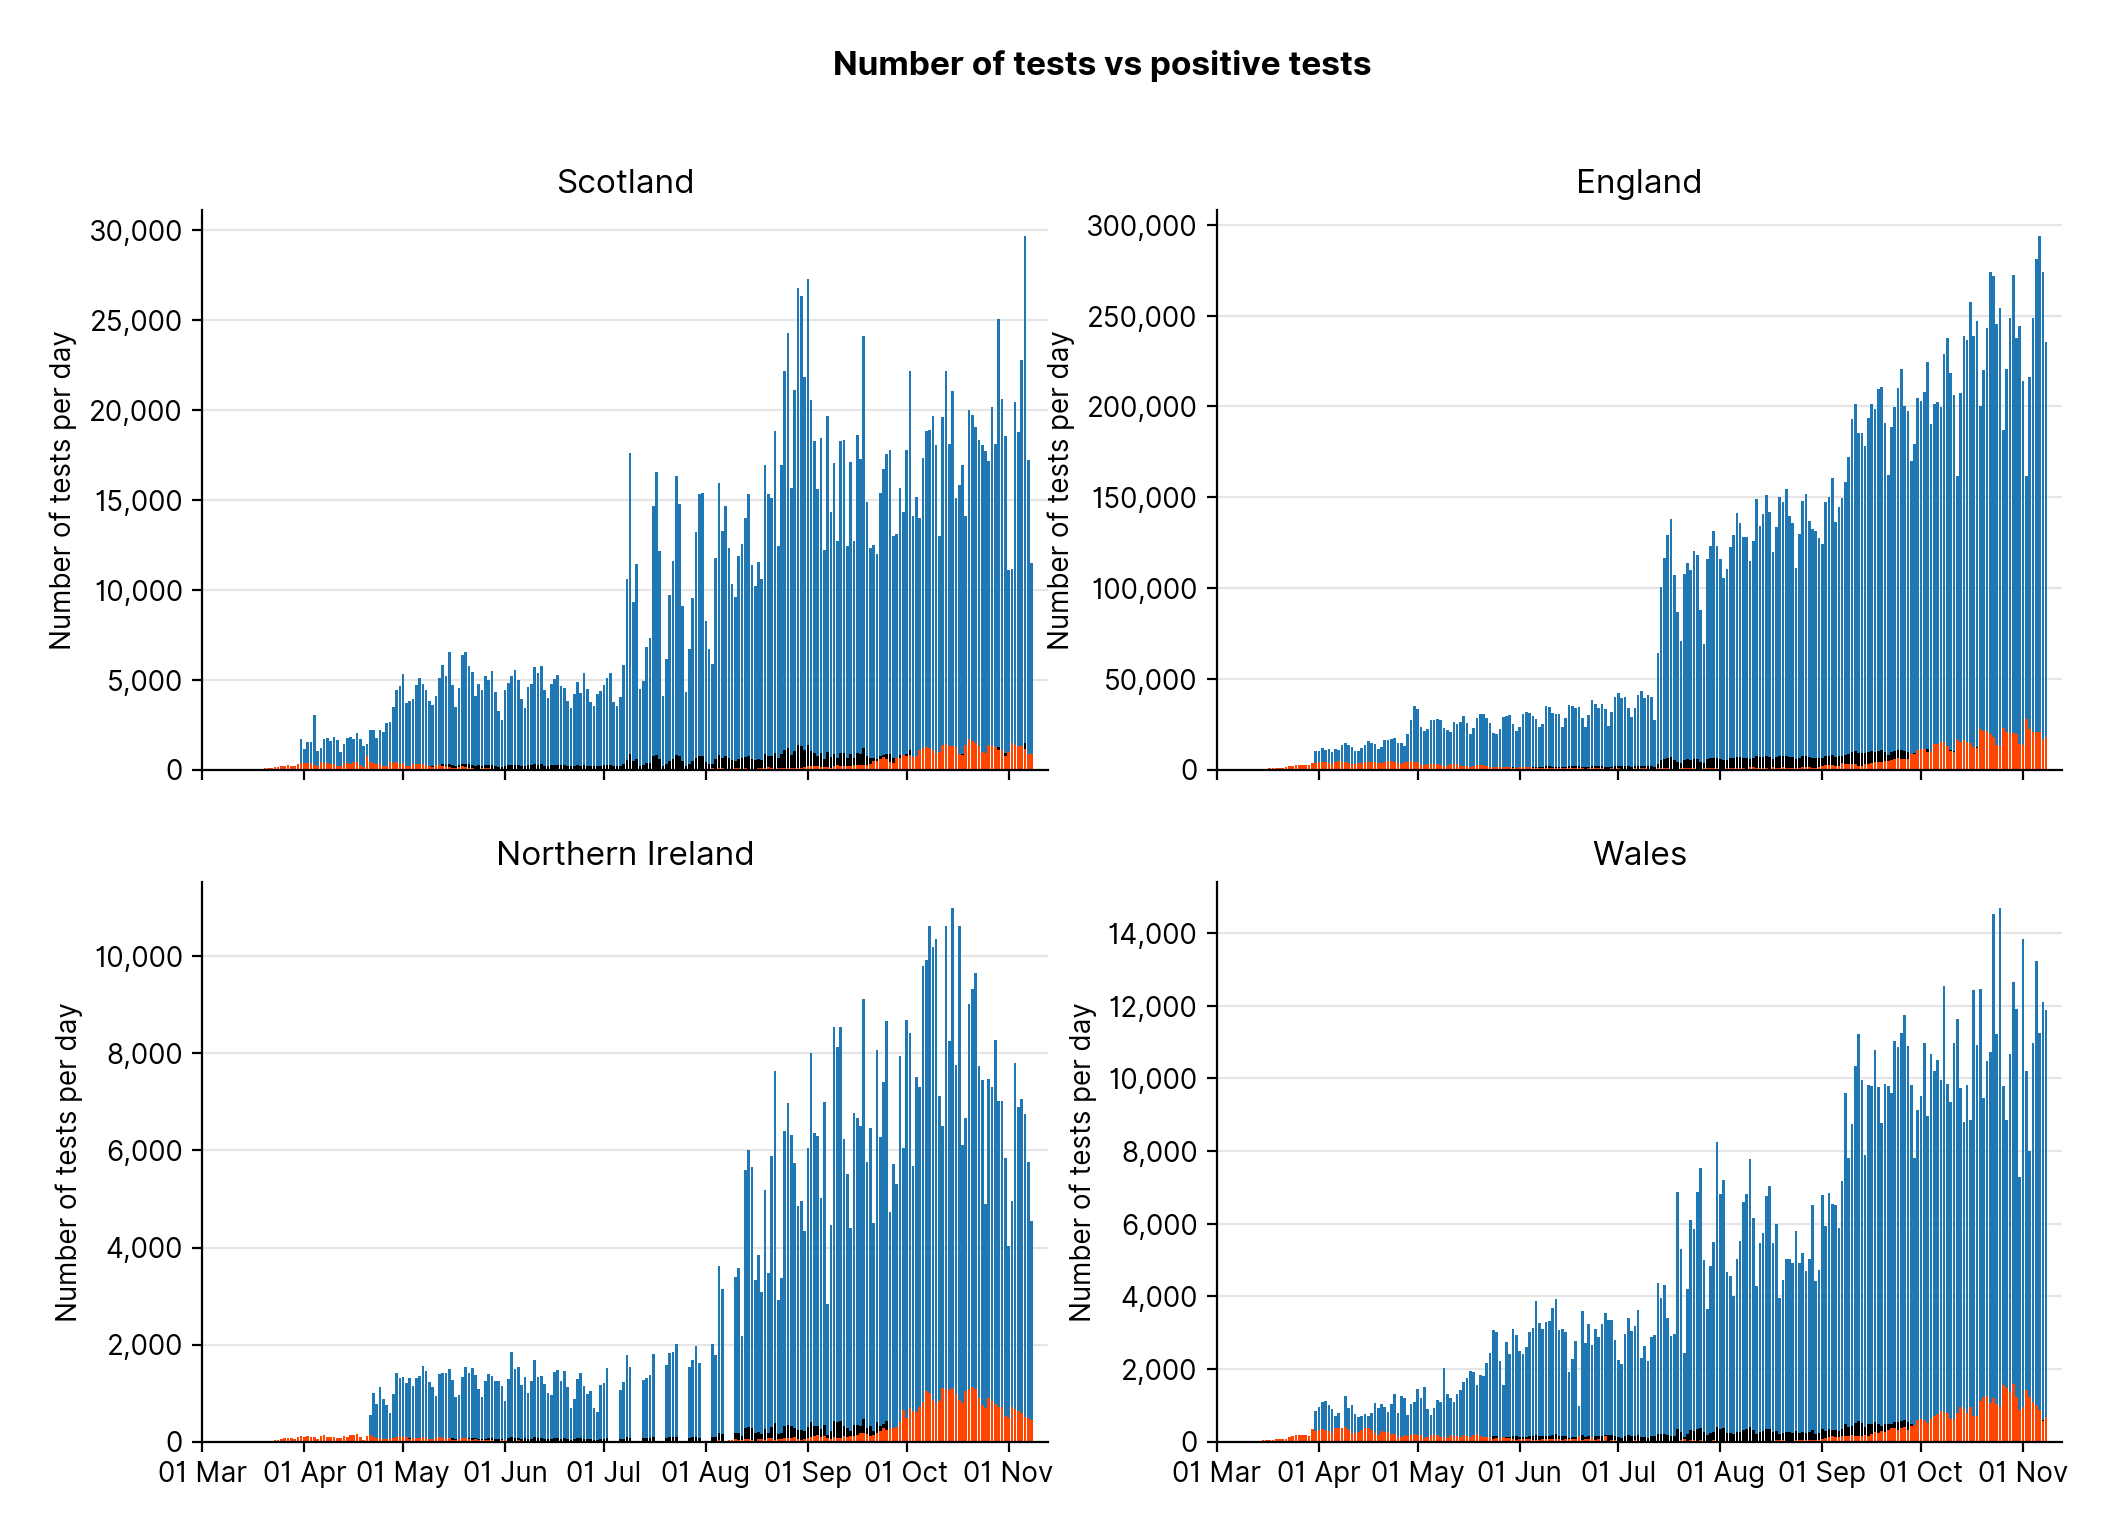 Number of tests vs positive tests
Scotland
England
30,000
25,000
20,000
15,000
10,000
5,000
0
Number of tests per day
300,000
250,000
200,000
150,000
100,000
50,000
0
Number of tests per day
Northern Ireland
Wales
10,000
8,000
6,000
4,000
2,000
0
Number of tests per day
01 Mar 01 Apr 01 May 01 Jun 01 Jul 01 Aug 01 Sep 01 Oct 01 Nov
14,000
12,000
10,000
8,000
6,000
4,000
2,000
0
Number of tests per day
01 Mar 01 Apr 01 May 01 Jun 01 Jul 01 Aug 01 Sep 01 Oct 01 Nov